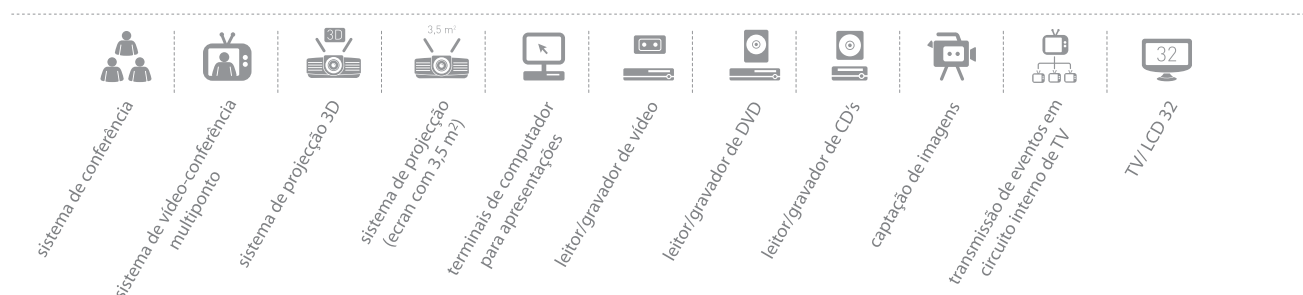 3D
3,5 m²
32
sistema de conferência
sistema de vídeo-conferência
multiponto
sistema de projecção 3D
sistema de projecção
(ecran com 3,5 m²)
terminais de computador
para apresentações
leitor/gravador de vídeo
leitor/gravador de DVD
leitor/gravador de CD's
captação de imagens
transmissão de eventos em
circuito interno de TV
TV/ LCD 32